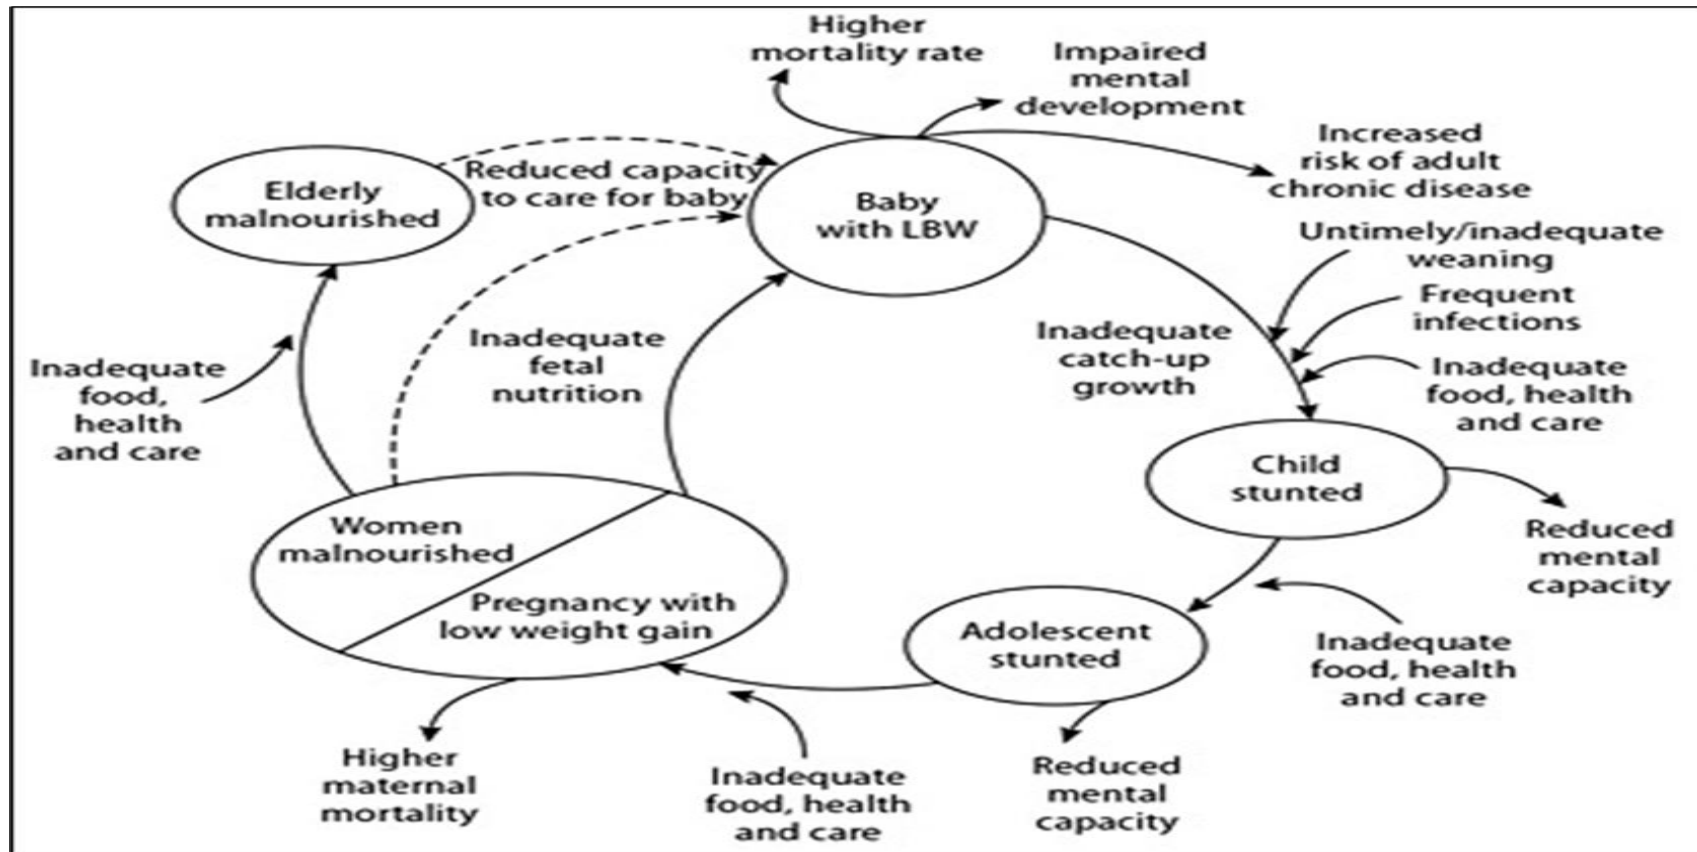 Higher
mortality rate
Impaired
mental
development
Increased
risk of adult
chronic disease
Elderly
malnourished
Reduced capacity
to care for baby
Baby
with LBW
Untimely/inadequate
weaning
Frequent
infections
Inadequate
food, health
and care
Inadequate
catch-up
growth
Inadequate
fetal
nutrition
Inadequate
food,
health
and care
Child
stunted
Reduced
mental
capacity
Women
malnourished
Pregnancy with
low weight gain
Adolescent
stunted
Inadequate
food, health
and care
Higher
maternal
mortality
Inadequate
food, health
and care
Reduced
mental
capacity